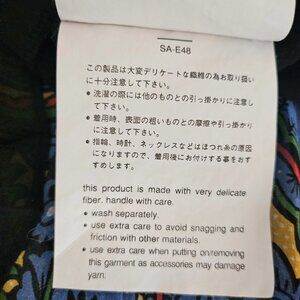 SA-E48
この製品は大変デリケートな繊維の為お取り扱い
に十分注意して下さい。
● 洗濯の際には他のものとの引っ掛かりに注意し
て下さい。
● 着用時、表面の粗いものとの摩擦や引っ掛かり
に注意して下さい。
● 指輪、時計、ネックレスなどはほつれ糸の原因
になりますので、着用後にお付けする事をおす
すめします。
this product is made with very delicate
fiber. handle with care.
● wash separately.
● use extra care to avoid snagging and
friction with other materials.
● use extra care when putting on/removing
this garment as accessories may damage
yarn.